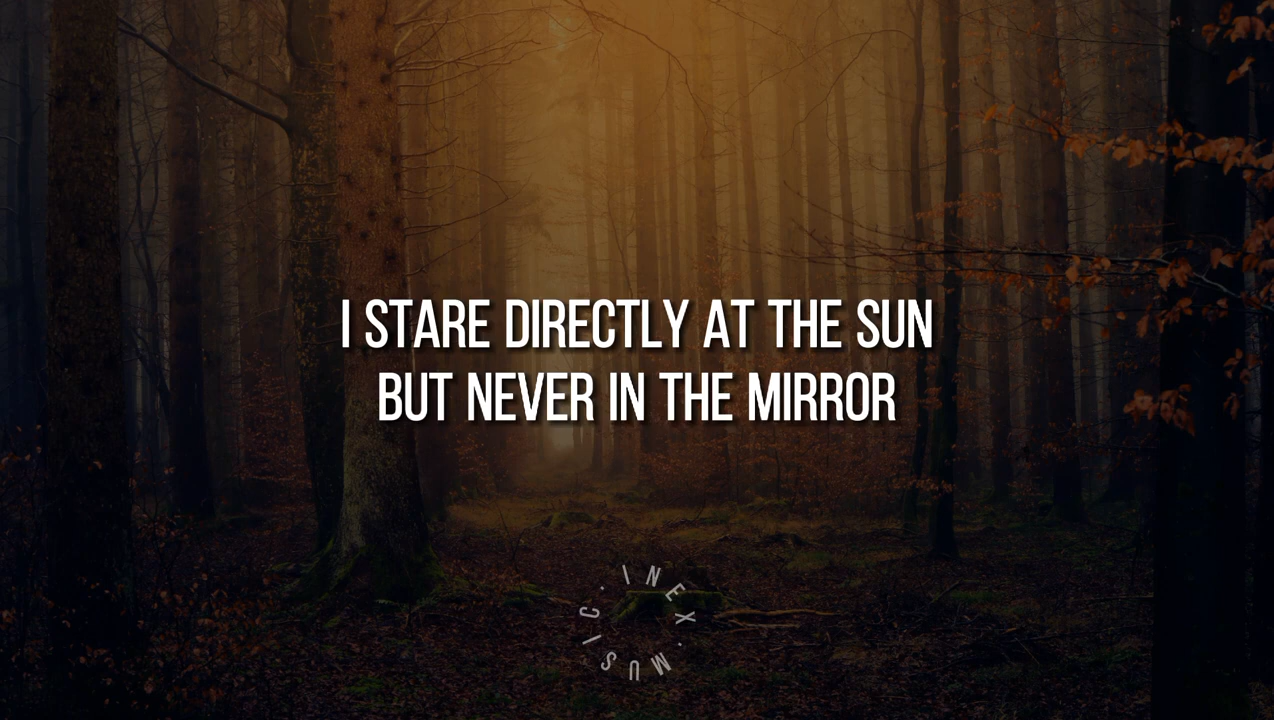 I STARE DIRECTLY AT THE SUN
BUT NEVER IN THE MIRROR
· INEX · MUSIC